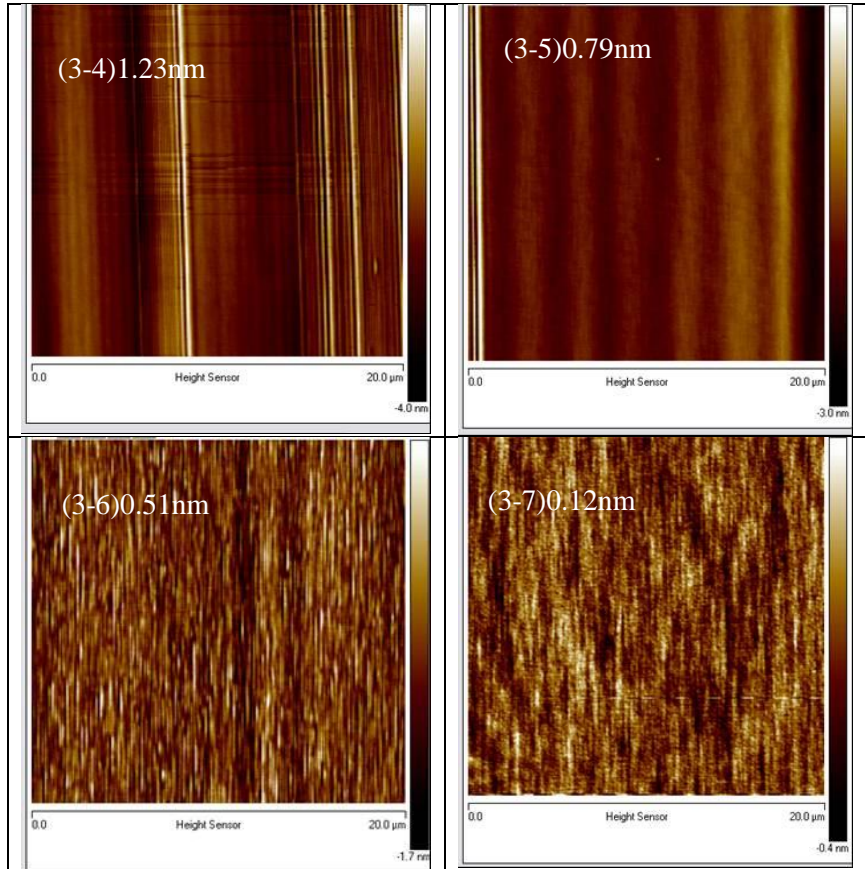 (3-4)1.23nm
0.0 Height Sensor 20.0 µm
-4.0 nm
(3-5)0.79nm
0.0 Height Sensor 20.0 µm
-3.0 nm
(3-6)0.51nm
0.0 Height Sensor 20.0 µm
-1.7 nm
(3-7)0.12nm
0.0 Height Sensor 20.0 µm
-0.4 nm